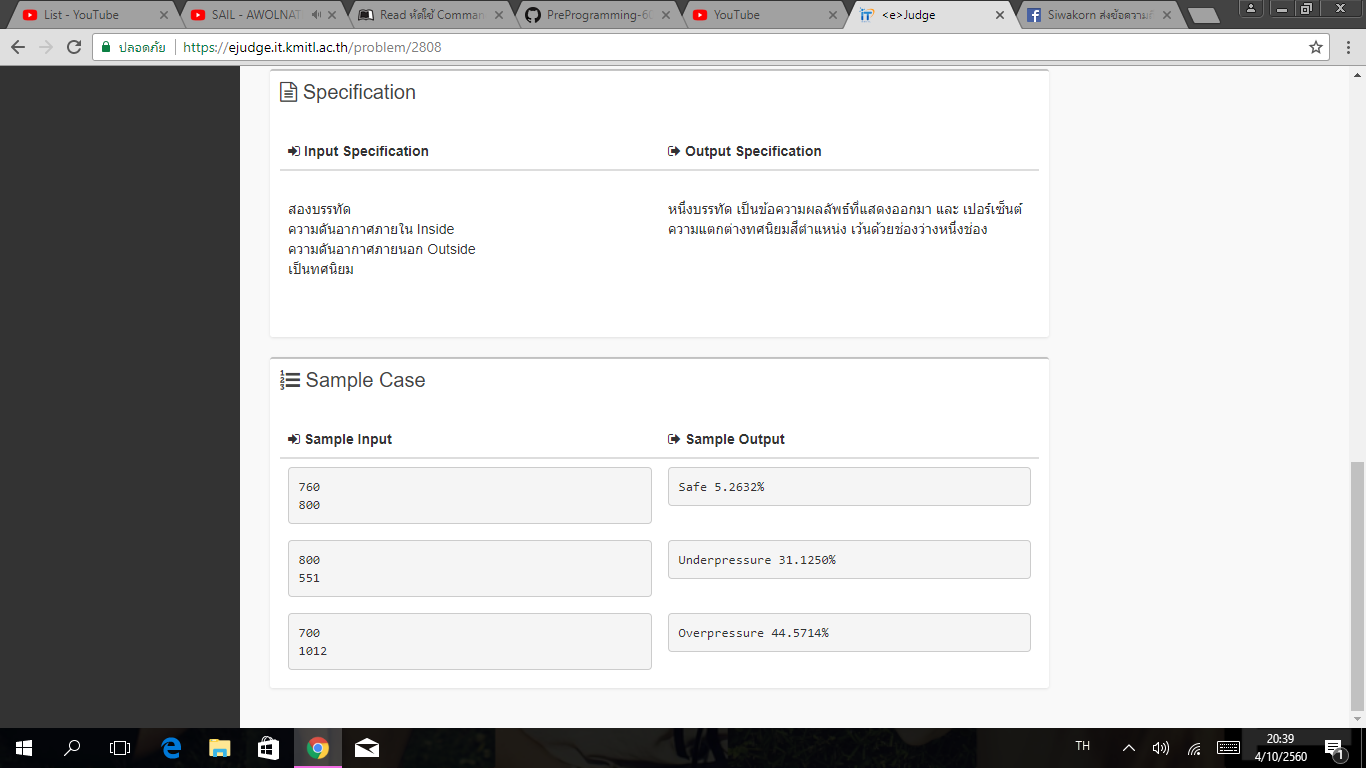 List - YouTube
SAIL - AWOLNAT
Read หัดใช้ Comman
PreProgramming-60
YouTube
<e>Judge
Siwakorn ส่งข้อความถึ
ปลอดภัย
https://ejudge.it.kmitl.ac.th/problem/2808
Specification
Input Specification
Output Specification
สองบรรทัด
ความดันอากาศภายใน Inside
ความดันอากาศภายนอก Outside
เป็นทศนิยม
หนึ่งบรรทัด เป็นข้อความผลลัพธ์ที่แสดงออกมา และ เปอร์เซ็นต์
ความแตกต่างทศนิยมสี่ตำแหน่ง เว้นด้วยช่องว่างหนึ่งช่อง
Sample Case
Sample Input
Sample Output
760
800
Safe 5.2632%
800
551
Underpressure 31.1250%
700
1012
Overpressure 44.5714%
TH
20:39
4/10/2560
1